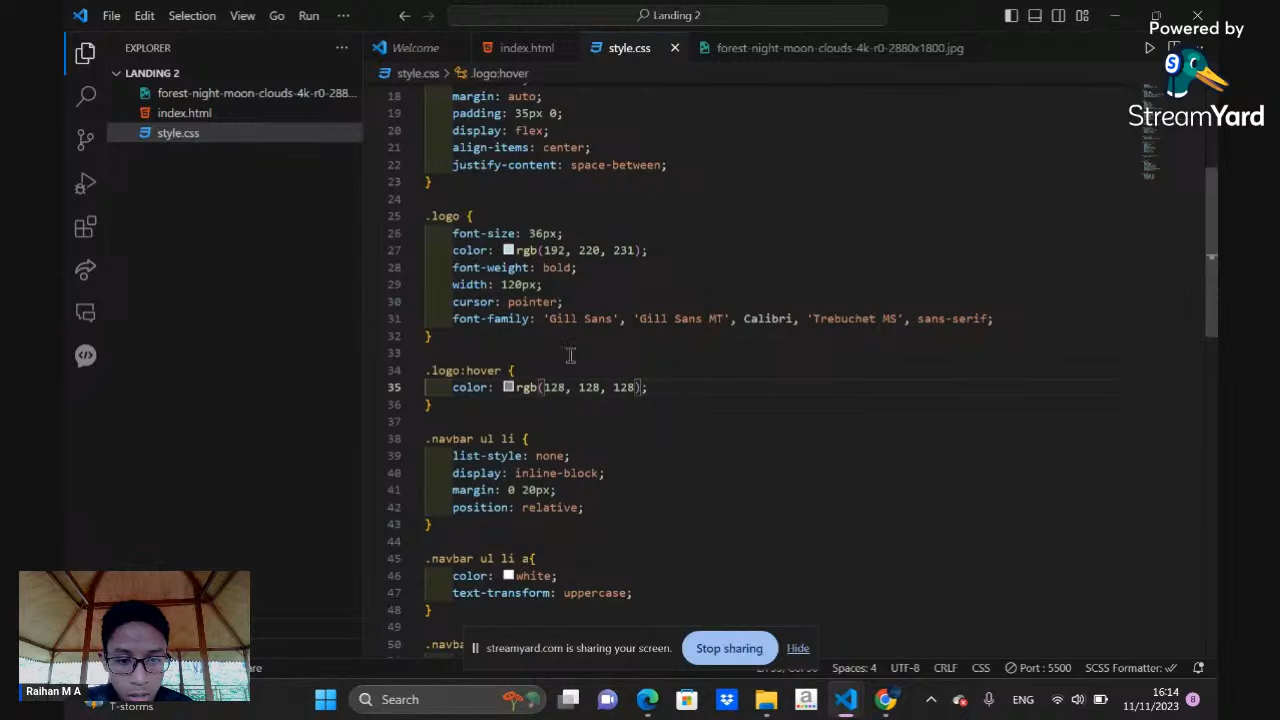 File Edit Selection View Go Run ··· Landing 2
Powered by
StreamYard
EXPLORER ···
Welcome index.html style.css forest-night-moon-clouds-4k-r0-2880x1800.jpg
LANDING 2
style.css > .logo:hover
forest-night-moon-clouds-4k-r0-288...
index.html
style.css
18 margin: auto;
19 padding: 35px 0;
20 display: flex;
21 align-items: center;
22 justify-content: space-between;
23 }
24
25 .logo {
26 font-size: 36px;
27 color: rgb(192, 220, 231);
28 font-weight: bold;
29 width: 120px;
30 cursor: pointer;
31 font-family: 'Gill Sans', 'Gill Sans MT', Calibri, 'Trebuchet MS', sans-serif;
32 }
33
34 .logo:hover {
35 color: rgb(128, 128, 128);
36 }
37
38 .navbar ul li {
39 list-style: none;
40 display: inline-block;
41 margin: 0 20px;
42 position: relative;
43 }
44
45 .navbar ul li a{
46 color: white;
47 text-transform: uppercase;
48 }
49
50 .navba
streamyard.com is sharing your screen. Stop sharing Hide
Spaces: 4 UTF-8 CRLF CSS Port : 5500 SCSS Formatter:
Raihan M A
T-storms
Search
ENG
16:14
11/11/2023
8